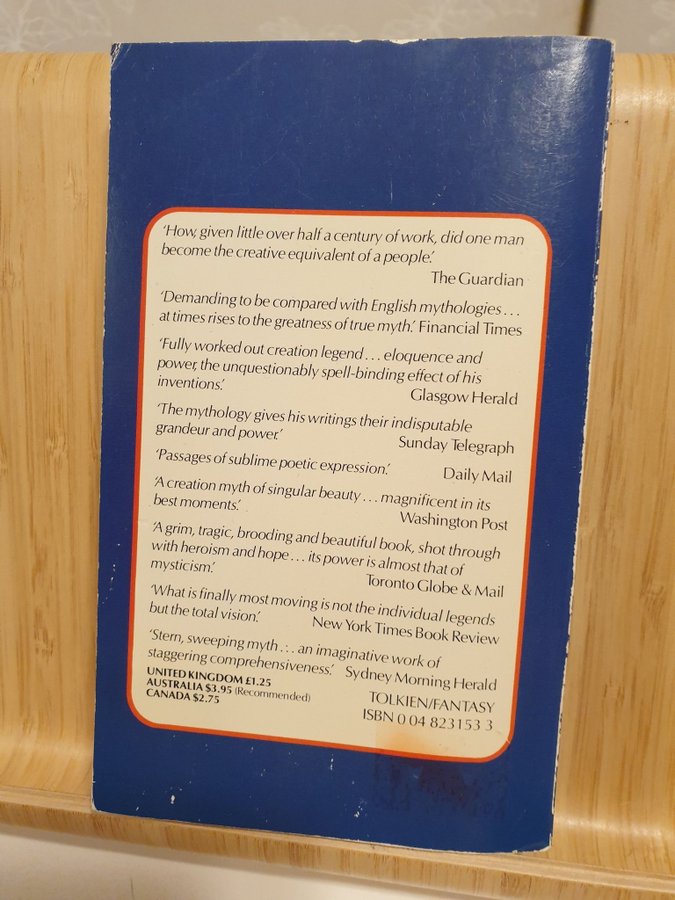 ‘How, given little over half a century of work, did one man
become the creative equivalent of a people.’
The Guardian
‘Demanding to be compared with English mythologies . . .
at times rises to the greatness of true myth.’ Financial Times
‘Fully worked out creation legend . . . eloquence and
power, the unquestionably spell-binding effect of his
inventions.’ Glasgow Herald
‘The mythology gives his writings their indisputable
grandeur and power.’ Sunday Telegraph
‘Passages of sublime poetic expression.’ Daily Mail
‘A creation myth of singular beauty . . . magnificent in its
best moments.’ Washington Post
‘A grim, tragic, brooding and beautiful book, shot through
with heroism and hope . . . its power is almost that of
mysticism.’ Toronto Globe & Mail
‘What is finally most moving is not the individual legends
but the total vision.’ New York Times Book Review
‘Stern, sweeping myth . . . an imaginative work of
staggering comprehensiveness.’ Sydney Morning Herald
UNITED KINGDOM £1.25
AUSTRALIA $3.95 (Recommended)
CANADA $2.75
TOLKIEN/FANTASY
ISBN 0 04 823153 3